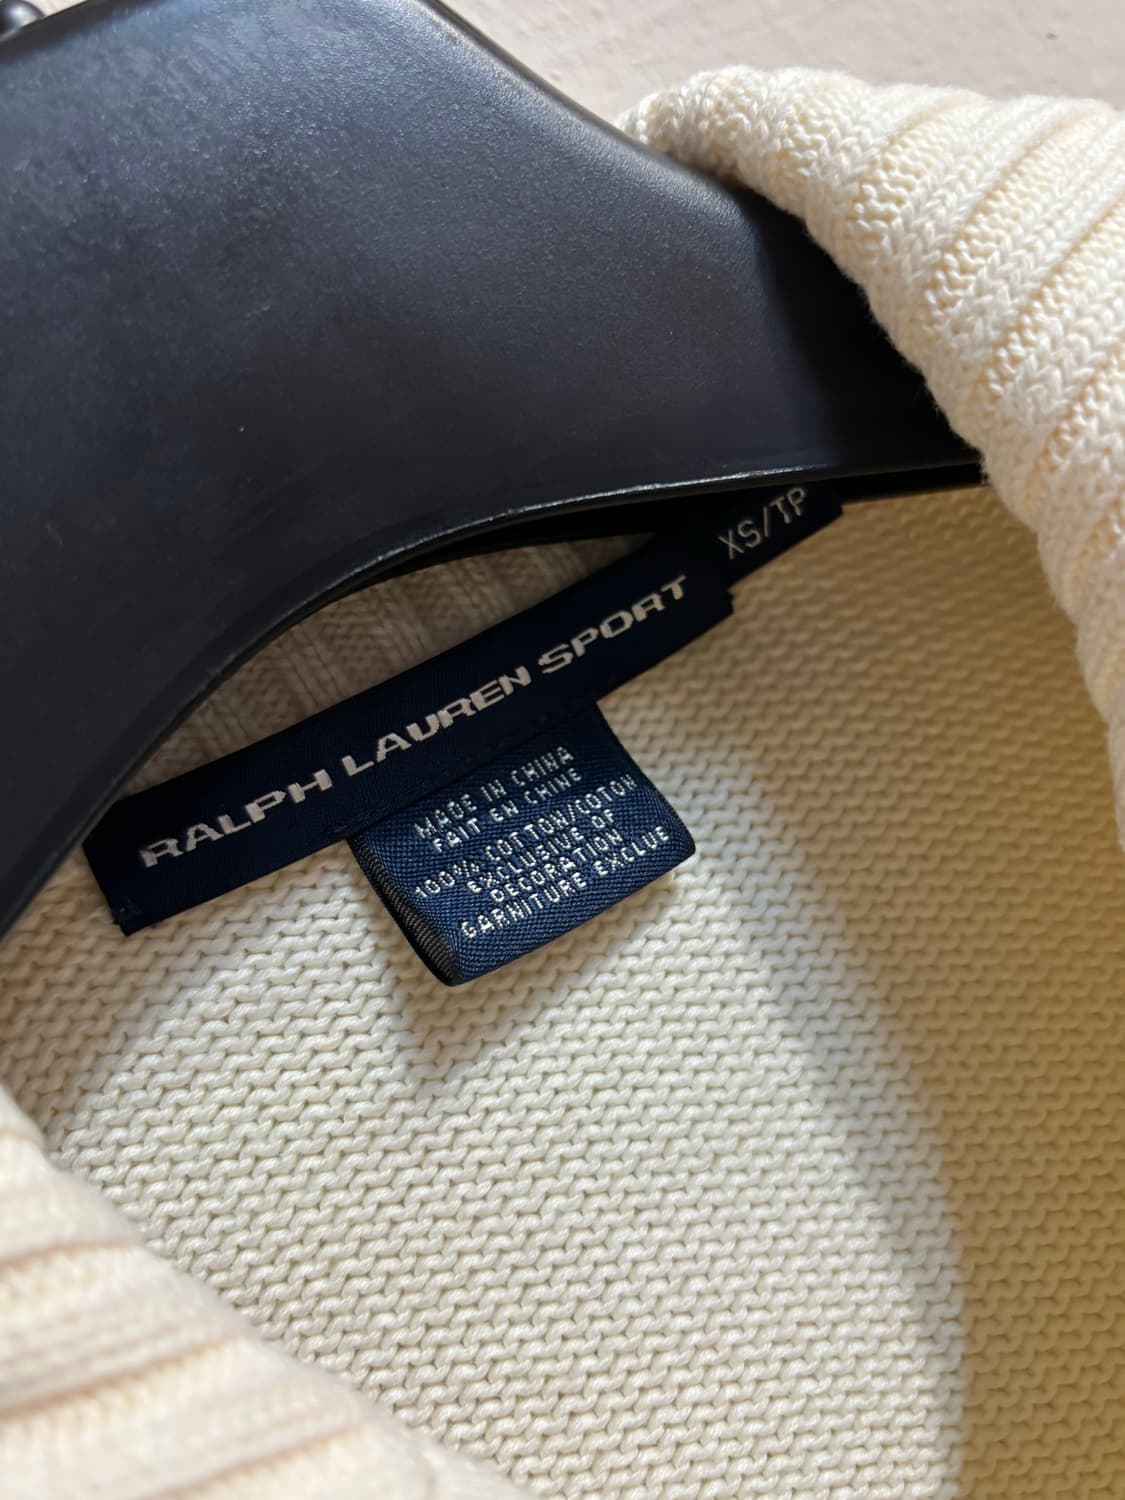 XS/TP
RALPH LAUREN SPORT
MADE IN CHINA
FAIT EN CHINE
100% COTTON/COTON
EXCLUSIVE OF
DECORATION
GARNITURE EXCLUE